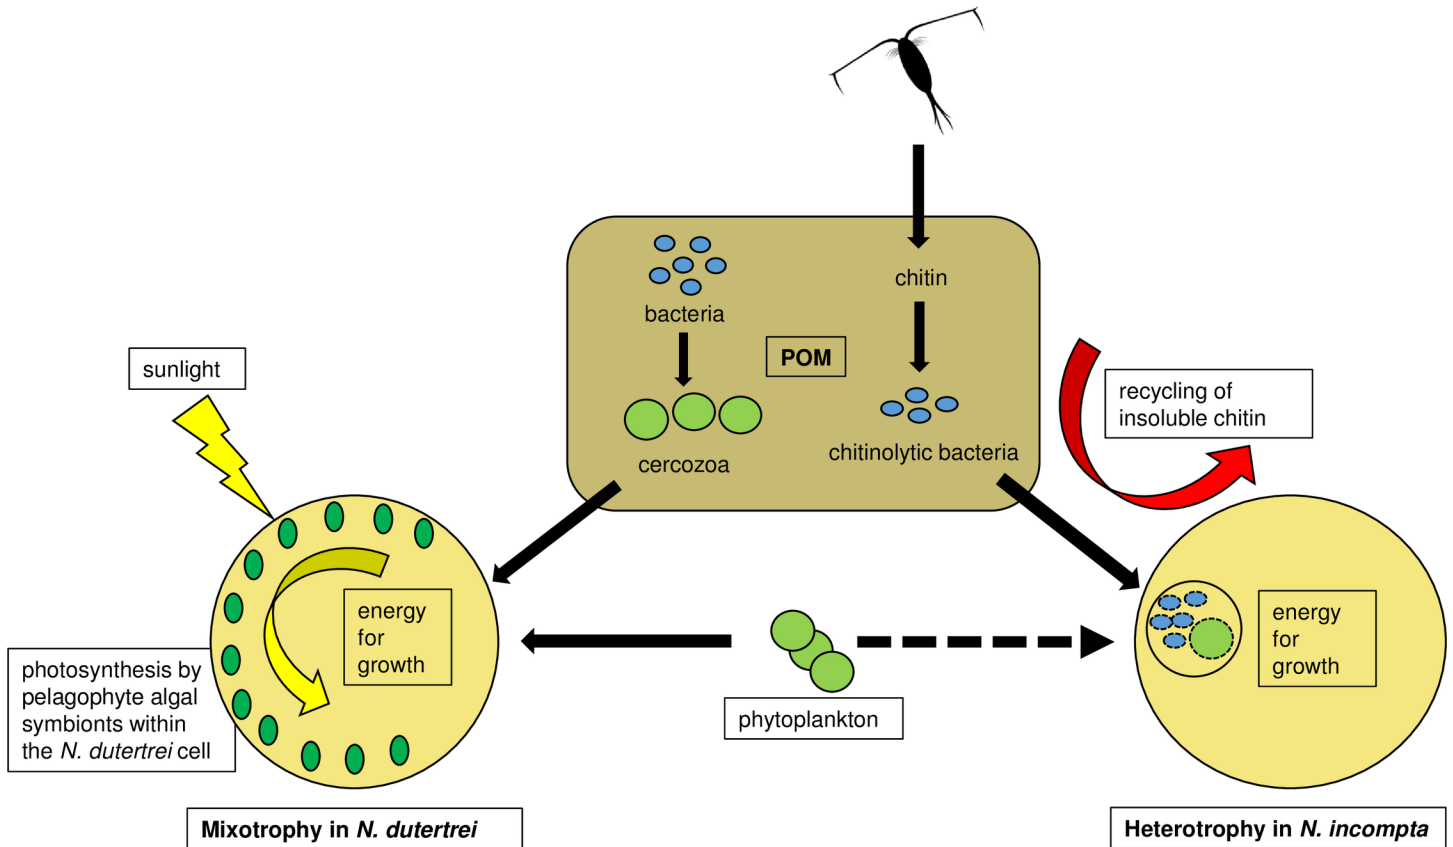 chitin
bacteria
POM
sunlight
recycling of
insoluble chitin
cercozoa
chitinolytic bacteria
energy
for
growth
energy
for
growth
photosynthesis by
pelagophyte algal
symbionts within
the N. dutertrei cell
phytoplankton
Mixotrophy in N. dutertrei
Heterotrophy in N. incompta